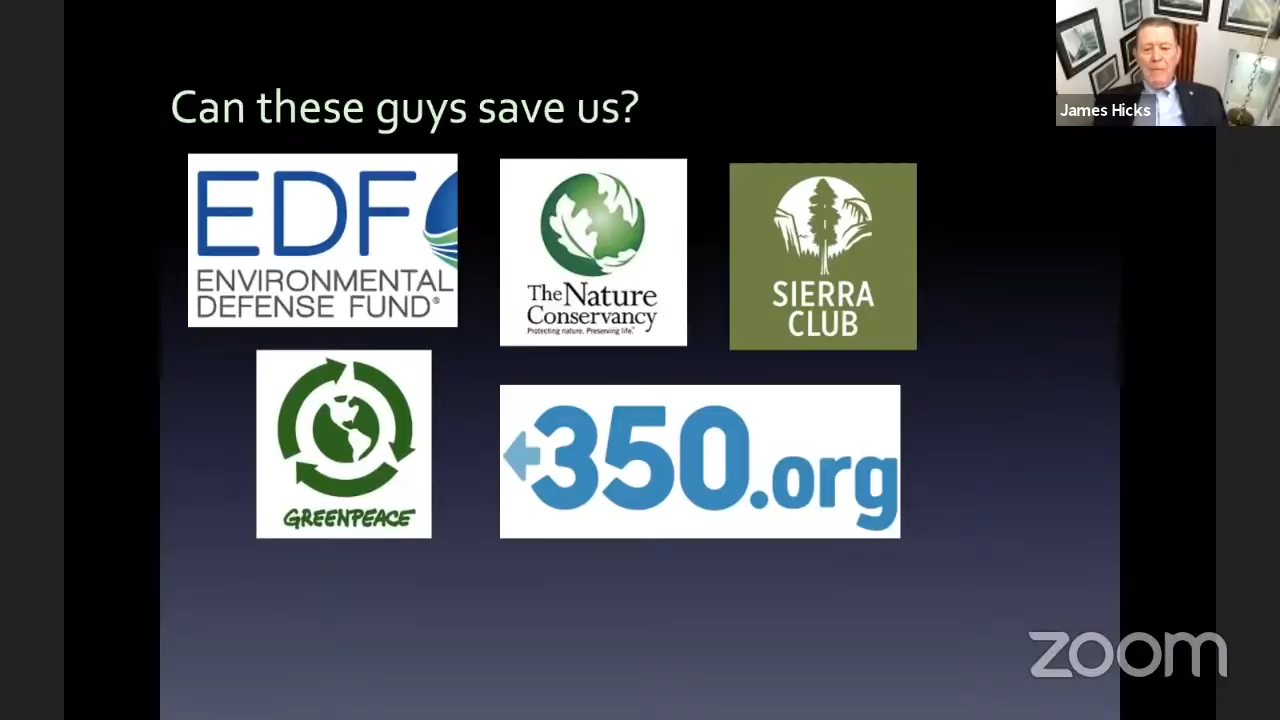 Can these guys save us?
James Hicks
EDF
ENVIRONMENTAL
DEFENSE FUND®
The Nature
Conservancy
Protecting nature. Preserving life.™
SIERRA
CLUB
GREENPEACE
350.org
zoom